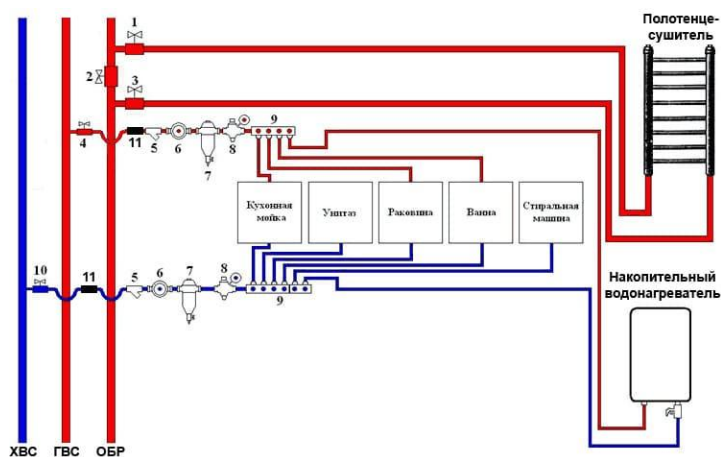 1
Полотенце-
сушитель
2
3
9
4
11
5
6
7
8
Кухонная
мойка
Унитаз
Раковина
Ванна
Стиральная
машина
10
11
5
6
7
8
9
Накопительный
водонагреватель
ХВС
ГВС
ОБР